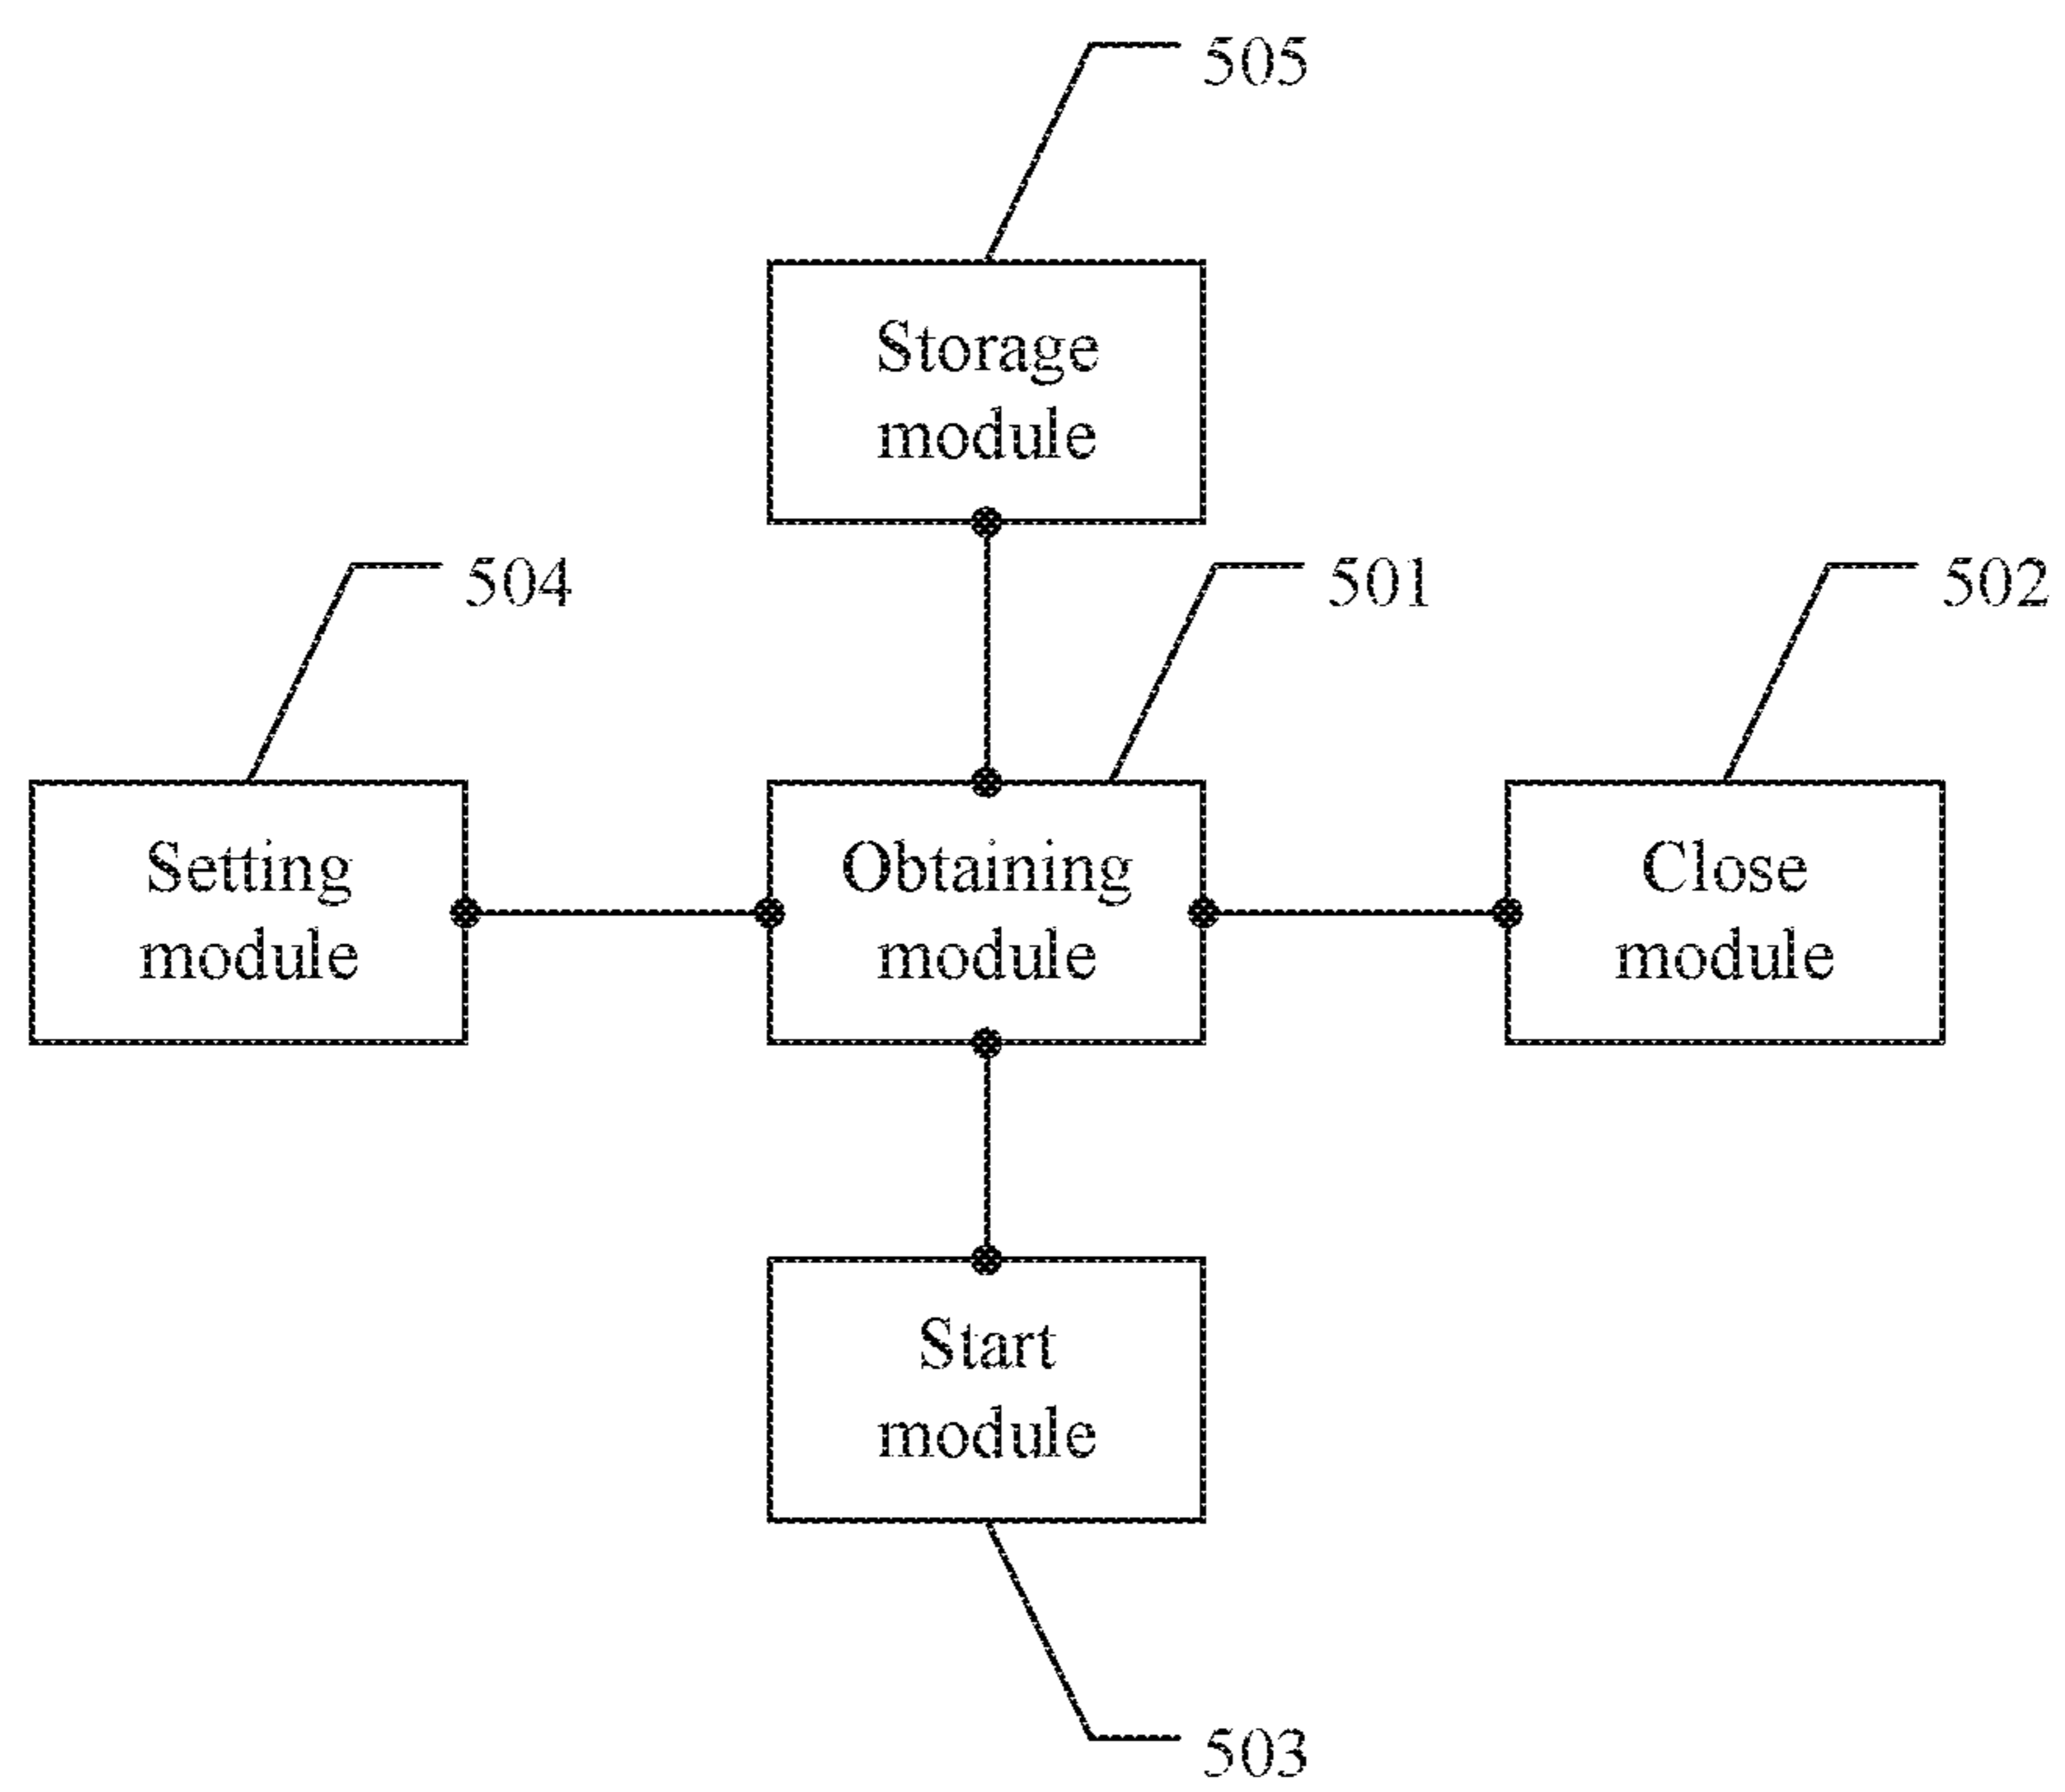 505
Storage
module
504
501
502
Setting
module
Obtaining
module
Close
module
Start
module
503